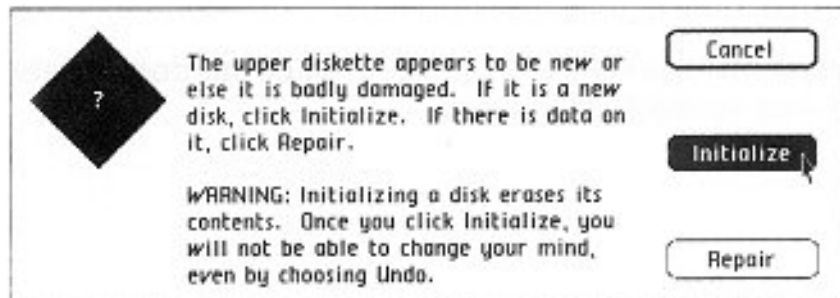 ?
The upper diskette appears to be new or
else it is badly damaged.  If it is a new
disk, click Initialize.  If there is data on
it, click Repair.
WARNING: Initializing a disk erases its
contents.  Once you click Initialize, you
will not be able to change your mind,
even by choosing Undo.
Cancel
Initialize
Repair